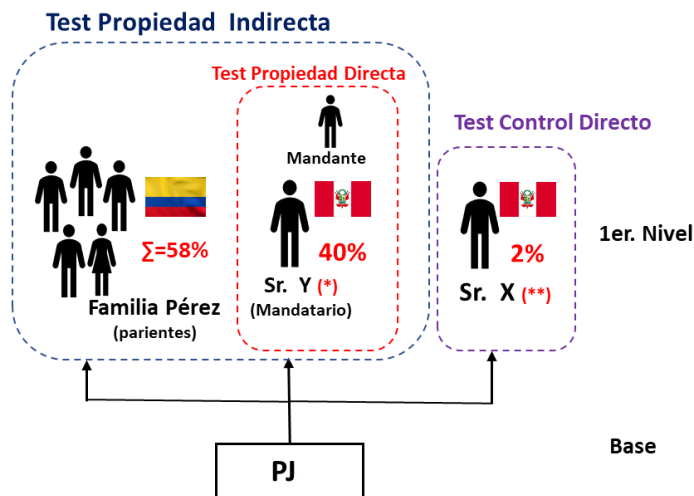 Test Propiedad Indirecta
Test Propiedad Directa
Mandante
Test Control Directo
∑=58%
40%
2%
1er. Nivel
Familia Pérez
(parientes)
Sr. Y (*)
(Mandatario)
Sr. X (**)
Base
PJ